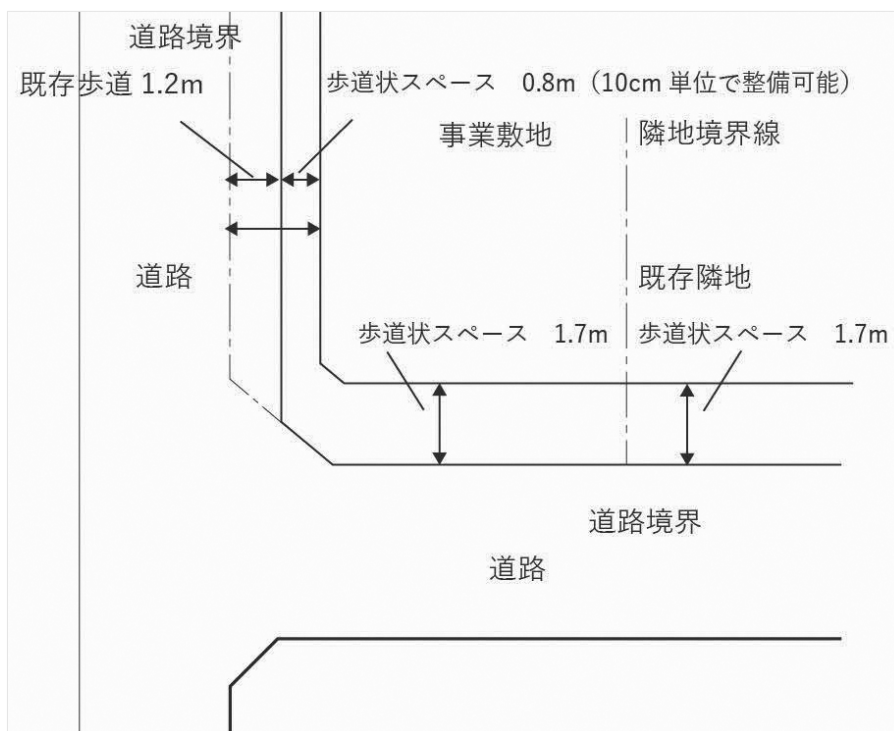 道路境界
既存歩道 1.2m
歩道状スペース 0.8m（10cm 単位で整備可能）
事業敷地
隣地境界線
道路
既存隣地
歩道状スペース 1.7m
歩道状スペース 1.7m
道路境界
道路